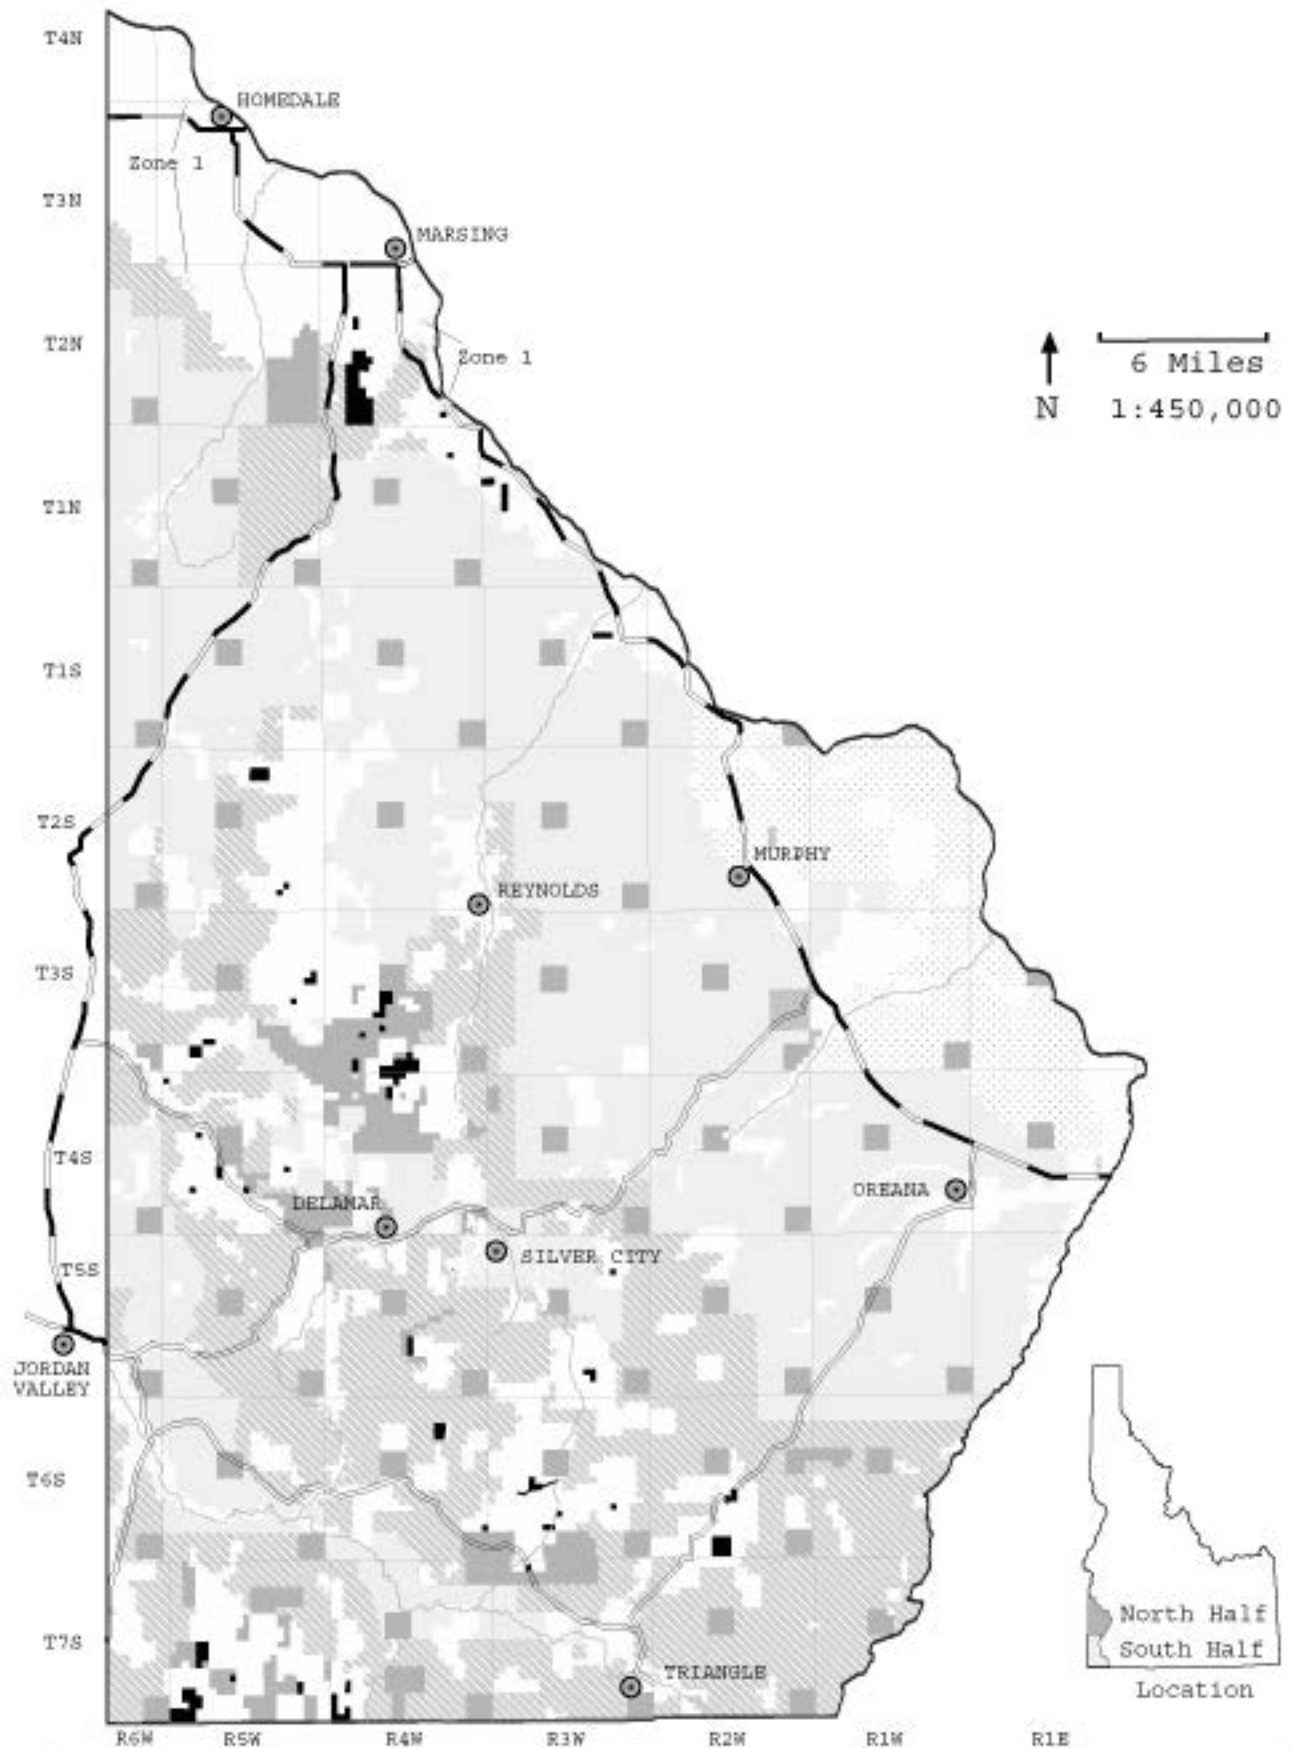 T4N
HOMEDALE
Zone 1
T3N
MARSING
T2N
Zone 1
6 Miles
N 1:450,000
T1N
T1S
T2S
MURPHY
REYNOLDS
T3S
T4S
OREANA
DELAMAR
SILVER CITY
T5S
JORDAN
VALLEY
T6S
North Half
T7S
South Half
TRIANGLE
Location
R6W R5W R4W R3W R2W R1W R1E